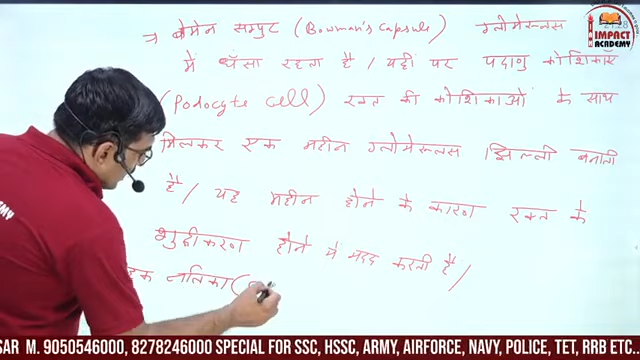 → बोमेन सम्पुट (Bowman's Capsule) ग्लोमेरूलस
में धँसा रहता है / यहीं पर पदाणु कोशिकाएँ
(Podocyte Cell) रक्त की कोशिकाओं के साथ
मिलकर एक महीन ग्लोमेरूलस झिल्ली बनाती
है / यह महीन होने के कारण रक्त के
शुद्धीकरण होने में मदद करती है /
नलिका (
IMPACT
ACADEMY
SAR M. 9050546000, 8278246000 SPECIAL FOR SSC, HSSC, ARMY, AIRFORCE, NAVY, POLICE, TET, RRB ETC..